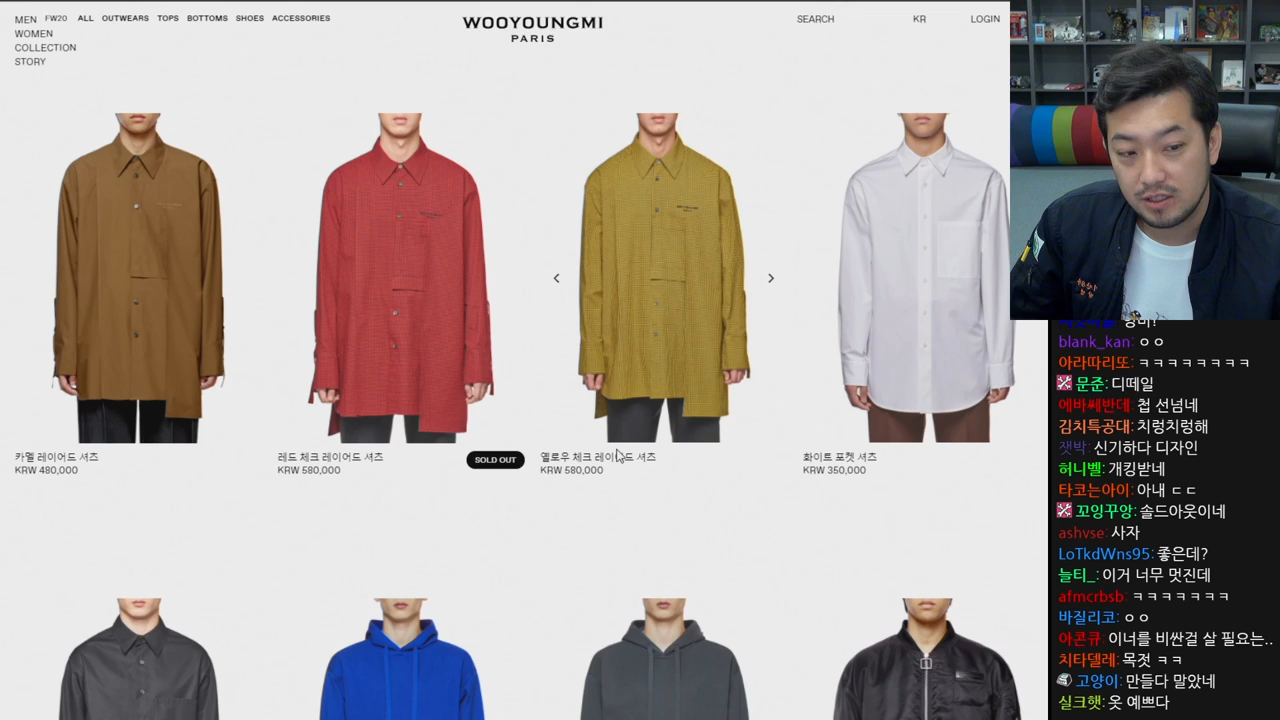 MEN FW20 ALL OUTWEARS TOPS BOTTOMS SHOES ACCESSORIES
WOMEN
COLLECTION
STORY
WOOYOUNGMI
PARIS
SEARCH KR LOGIN
카멜 레이어드 셔츠
KRW 480,000
레드 체크 레이어드 셔츠
KRW 580,000
SOLD OUT
옐로우 체크 레이어드 셔츠
KRW 580,000
화이트 포켓 셔츠
KRW 350,000
blank_kan: ㅇㅇ
아라따리또: ㅋㅋㅋㅋㅋㅋㅋㅋ
문준: 디떼일
에바쎄반데: 첩 선넘네
김치특공대: 치렁치렁해
잿박: 신기하다 디자인
허니벨: 개킹받네
타코는아이: 아내 ㄷㄷ
꼬잉꾸앙: 솔드아웃이네
ashvse: 사자
LoTkdWns95: 좋은데?
늘티_: 이거 너무 멋진데
afmcrbsb: ㅋㅋㅋㅋㅋㅋㅋ
바질리코: ㅇㅇ
아콘큐: 이너를 비싼걸 살 필요는..
치타델레: 목젓 ㅋㅋ
고양이: 만들다 말았네
실크햇: 옷 예쁘다